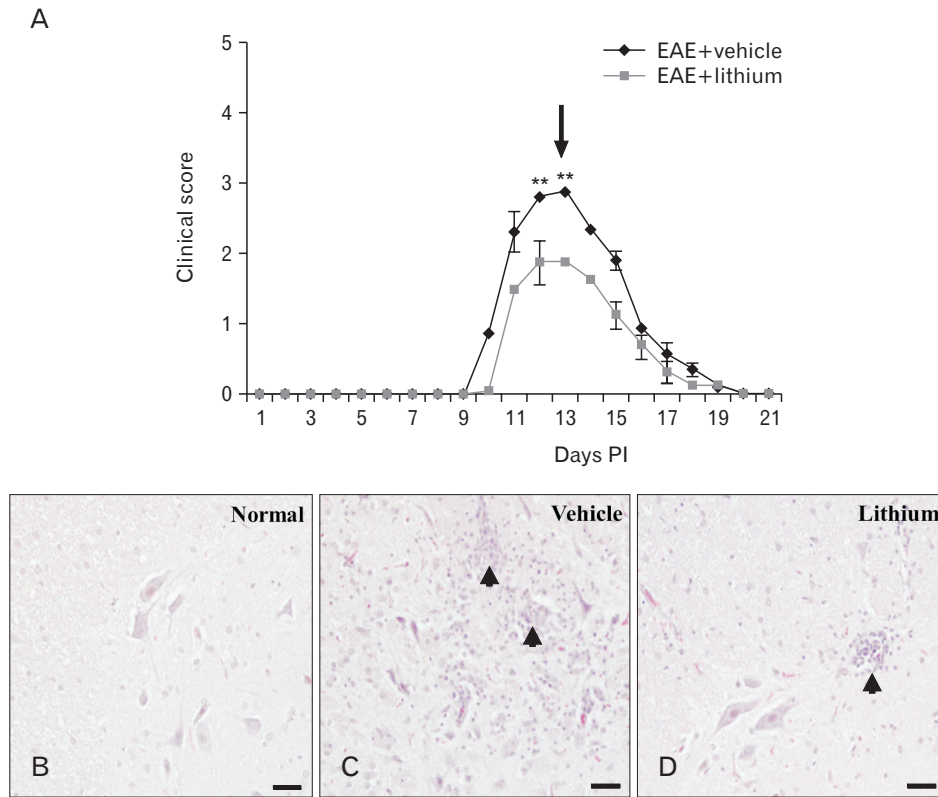 A
EAE+vehicle
EAE+lithium
Clinical score
5
4
3
2
1
0
** **
1 3 5 7 9 11 13 15 17 19 21
Days PI
Normal
Vehicle
Lithium
B
C
D